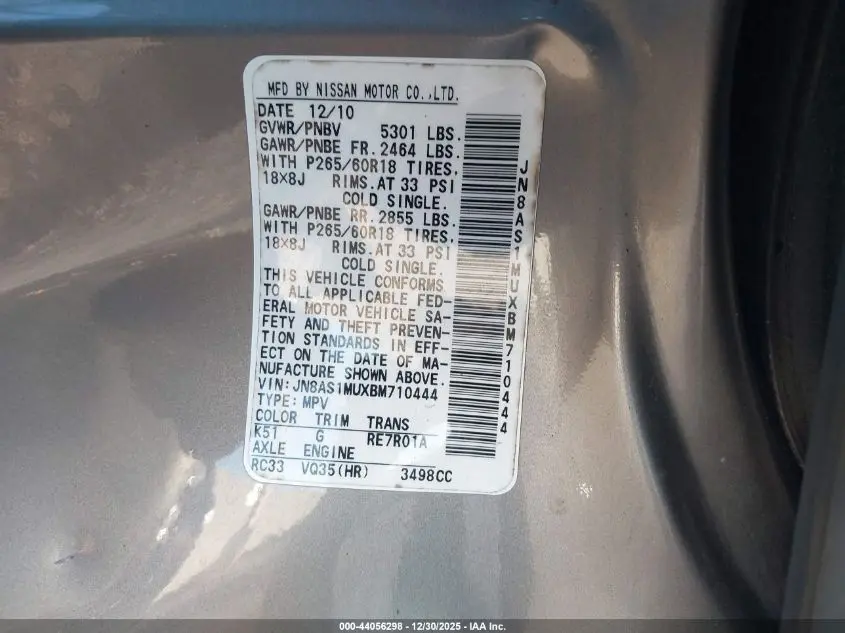 MFD BY NISSAN MOTOR CO.,LTD.
DATE 12/10
GVWR/PNBV 5301 LBS.
GAWR/PNBE FR. 2464 LBS.
WITH P265/60R18 TIRES,
18×8J RIMS.AT 33 PSI
COLD SINGLE.
GAWR/PNBE RR. 2855 LBS.
WITH P265/60R18 TIRES,
18×8J RIMS.AT 33 PSI
COLD SINGLE.
THIS VEHICLE CONFORMS
TO ALL APPLICABLE FED-
ERAL MOTOR VEHICLE SA-
FETY AND THEFT PREVEN-
TION STANDARDS IN EFF-
ECT ON THE DATE OF MA-
NUFACTURE SHOWN ABOVE.
VIN:JN8AS1MUXBM710444
TYPE: MPV
COLOR TRIM TRANS
K51 G RE7R01A
AXLE ENGINE
RC33 VQ35(HR) 3498CC
JN8AS1MUXBM710444
000-44056298 - 12/30/2025 - IAA Inc.